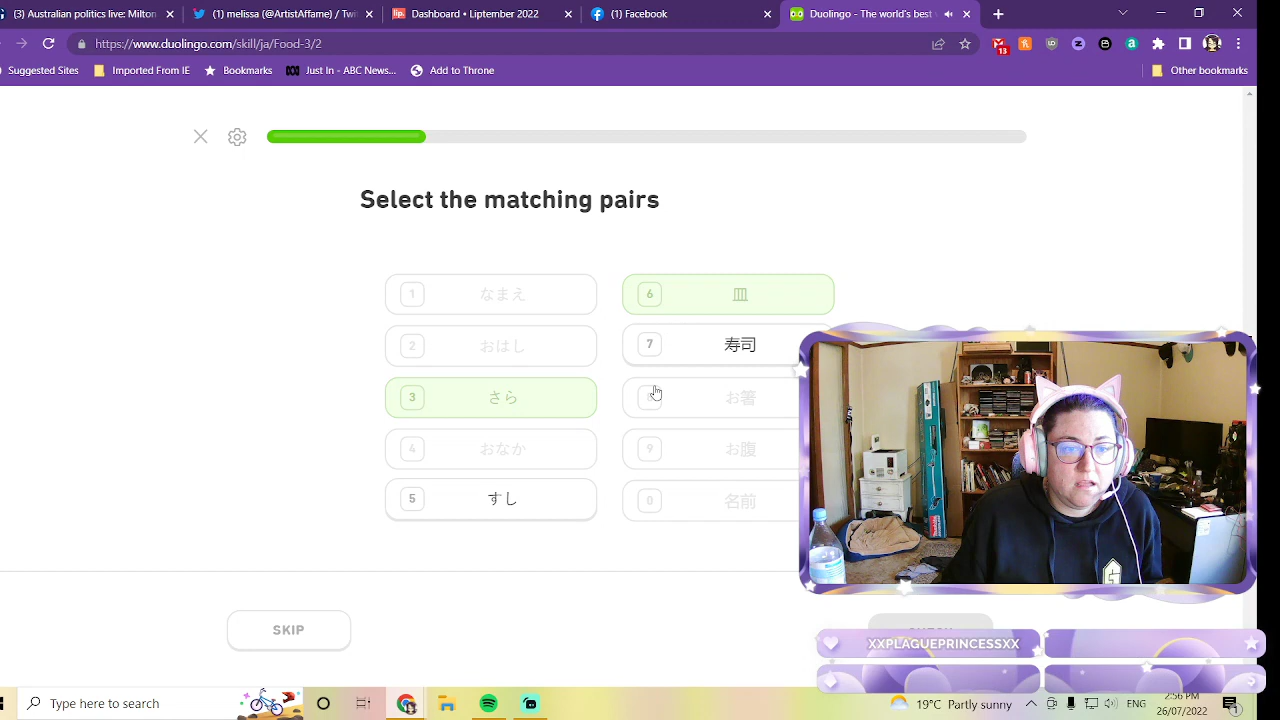 (3) Australian politics live: Milton
melissa (@ArtistAffame) / Twi
lip. Dashboard • Liptember 2022
(1) Facebook
Duolingo - The world's best
https://www.duolingo.com/skill/ja/Food-3/2
13
Suggested Sites
Imported From IE
Bookmarks
Just In - ABC News...
Add to Throne
Other bookmarks
Select the matching pairs
1 なまえ
6 皿
2 おはし
7 寿司
3 さら
お箸
4 おなか
9 お腹
5 すし
0 名前
SKIP
XXPLAGUEPRINCESSXX
Type here to search
19°C Partly sunny
ENG
2:56 PM
26/07/2022
1